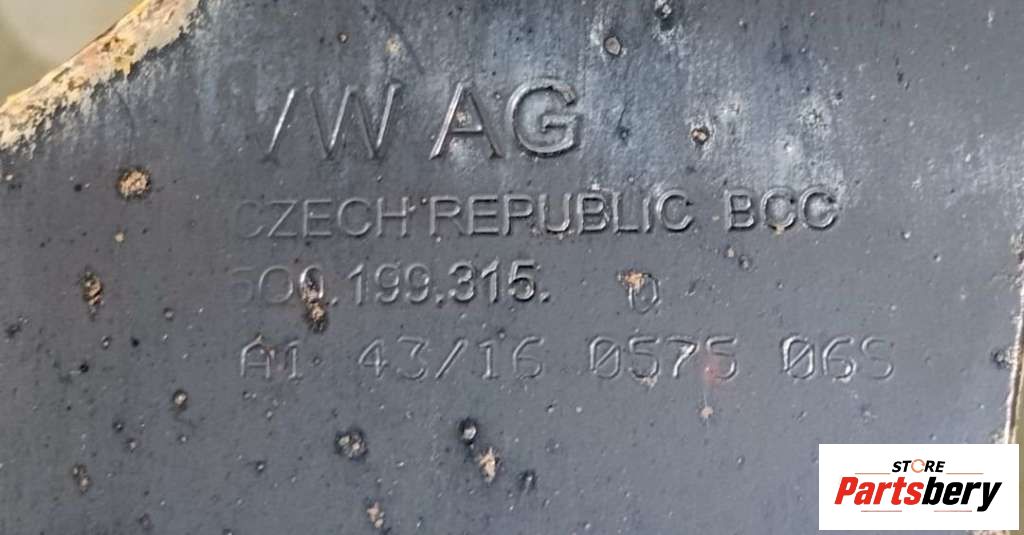 VW AG
CZECH REPUBLIC BCC
5Q0.199.315. Q
A1 43/16 0575 06S
STORE
Partsbery